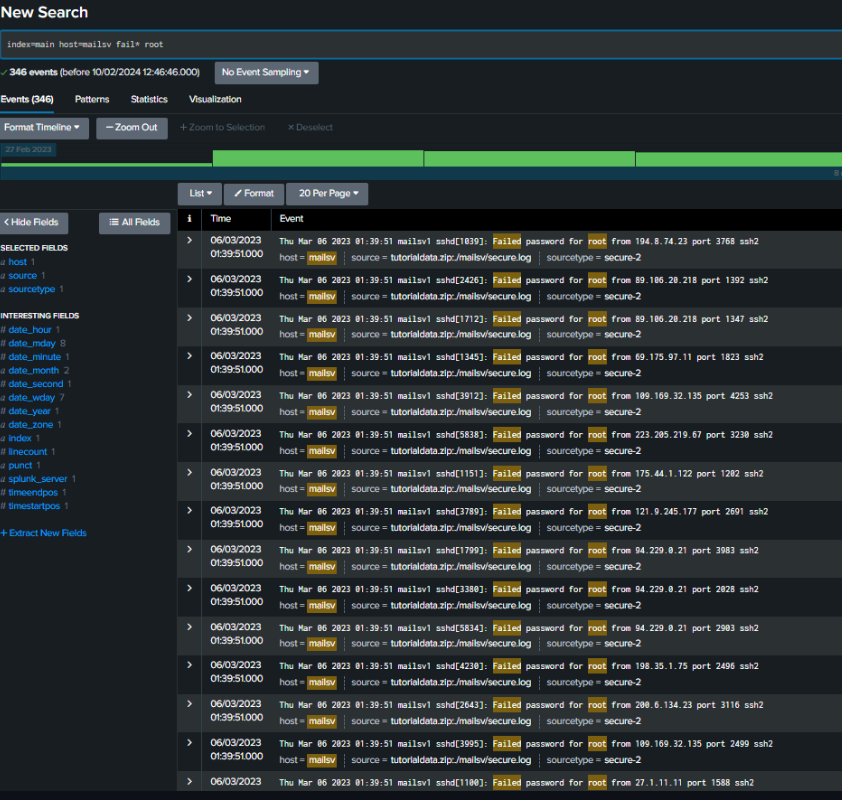 New Search
index=main host=mailsv fail* root
✓ 346 events (before 10/02/2024 12:46:46.000) No Event Sampling ▾
Events (346) Patterns Statistics Visualization
Format Timeline ▾ — Zoom Out + Zoom to Selection × Deselect
27 Feb 2023
List ▾ Format 20 Per Page ▾
< Hide Fields All Fields
SELECTED FIELDS
a host 1
a source 1
a sourcetype 1
INTERESTING FIELDS
# date_hour 1
# date_mday 8
# date_minute 1
a date_month 2
# date_second 1
a date_wday 7
# date_year 1
a date_zone 1
a index 1
# linecount 1
a punct 1
a splunk_server 1
# timeendpos 1
# timestartpos 1
+ Extract New Fields
i Time Event
> 06/03/2023 Thu Mar 06 2023 01:39:51 mailsv1 sshd[1039]: Failed password for root from 194.8.74.23 port 3768 ssh2
01:39:51.000 host = mailsv source = tutorialdata.zip:./mailsv/secure.log sourcetype = secure-2
> 06/03/2023 Thu Mar 06 2023 01:39:51 mailsv1 sshd[2426]: Failed password for root from 89.106.20.218 port 1392 ssh2
01:39:51.000 host = mailsv source = tutorialdata.zip:./mailsv/secure.log sourcetype = secure-2
> 06/03/2023 Thu Mar 06 2023 01:39:51 mailsv1 sshd[1712]: Failed password for root from 89.106.20.218 port 1347 ssh2
01:39:51.000 host = mailsv source = tutorialdata.zip:./mailsv/secure.log sourcetype = secure-2
> 06/03/2023 Thu Mar 06 2023 01:39:51 mailsv1 sshd[1345]: Failed password for root from 69.175.97.11 port 1823 ssh2
01:39:51.000 host = mailsv source = tutorialdata.zip:./mailsv/secure.log sourcetype = secure-2
> 06/03/2023 Thu Mar 06 2023 01:39:51 mailsv1 sshd[3912]: Failed password for root from 109.169.32.135 port 4253 ssh2
01:39:51.000 host = mailsv source = tutorialdata.zip:./mailsv/secure.log sourcetype = secure-2
> 06/03/2023 Thu Mar 06 2023 01:39:51 mailsv1 sshd[5838]: Failed password for root from 223.205.219.67 port 3230 ssh2
01:39:51.000 host = mailsv source = tutorialdata.zip:./mailsv/secure.log sourcetype = secure-2
> 06/03/2023 Thu Mar 06 2023 01:39:51 mailsv1 sshd[1151]: Failed password for root from 175.44.1.122 port 1202 ssh2
01:39:51.000 host = mailsv source = tutorialdata.zip:./mailsv/secure.log sourcetype = secure-2
> 06/03/2023 Thu Mar 06 2023 01:39:51 mailsv1 sshd[3789]: Failed password for root from 121.9.245.177 port 2691 ssh2
01:39:51.000 host = mailsv source = tutorialdata.zip:./mailsv/secure.log sourcetype = secure-2
> 06/03/2023 Thu Mar 06 2023 01:39:51 mailsv1 sshd[1799]: Failed password for root from 94.229.0.21 port 3983 ssh2
01:39:51.000 host = mailsv source = tutorialdata.zip:./mailsv/secure.log sourcetype = secure-2
> 06/03/2023 Thu Mar 06 2023 01:39:51 mailsv1 sshd[3380]: Failed password for root from 94.229.0.21 port 2028 ssh2
01:39:51.000 host = mailsv source = tutorialdata.zip:./mailsv/secure.log sourcetype = secure-2
> 06/03/2023 Thu Mar 06 2023 01:39:51 mailsv1 sshd[5834]: Failed password for root from 94.229.0.21 port 2903 ssh2
01:39:51.000 host = mailsv source = tutorialdata.zip:./mailsv/secure.log sourcetype = secure-2
> 06/03/2023 Thu Mar 06 2023 01:39:51 mailsv1 sshd[4230]: Failed password for root from 198.35.1.75 port 2496 ssh2
01:39:51.000 host = mailsv source = tutorialdata.zip:./mailsv/secure.log sourcetype = secure-2
> 06/03/2023 Thu Mar 06 2023 01:39:51 mailsv1 sshd[2643]: Failed password for root from 200.6.134.23 port 3116 ssh2
01:39:51.000 host = mailsv source = tutorialdata.zip:./mailsv/secure.log sourcetype = secure-2
> 06/03/2023 Thu Mar 06 2023 01:39:51 mailsv1 sshd[3995]: Failed password for root from 109.169.32.135 port 2499 ssh2
01:39:51.000 host = mailsv source = tutorialdata.zip:./mailsv/secure.log sourcetype = secure-2
> 06/03/2023 Thu Mar 06 2023 01:39:51 mailsv1 sshd[1100]: Failed password for root from 27.1.11.11 port 1588 ssh2